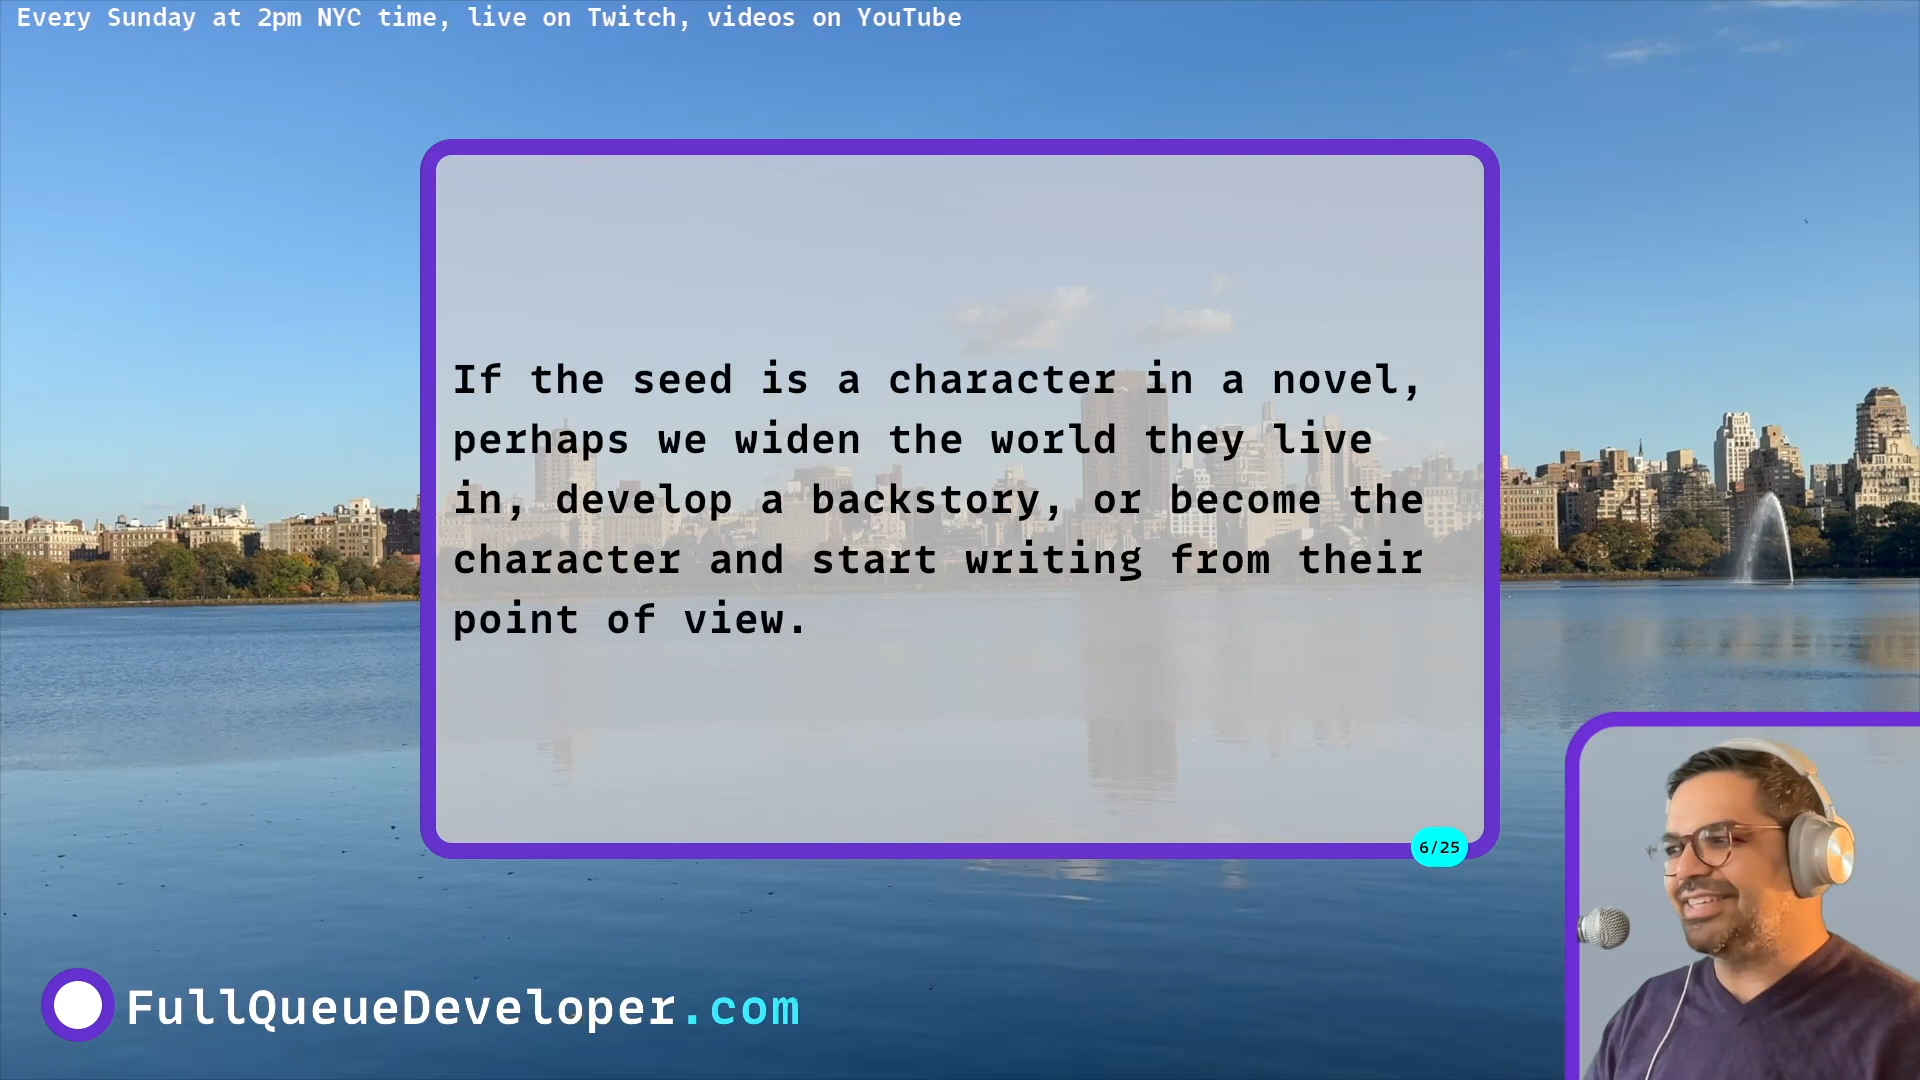 Every Sunday at 2pm NYC time, live on Twitch, videos on YouTube
If the seed is a character in a novel,
perhaps we widen the world they live
in, develop a backstory, or become the
character and start writing from their
point of view.
6/25
FullQueueDeveloper.com